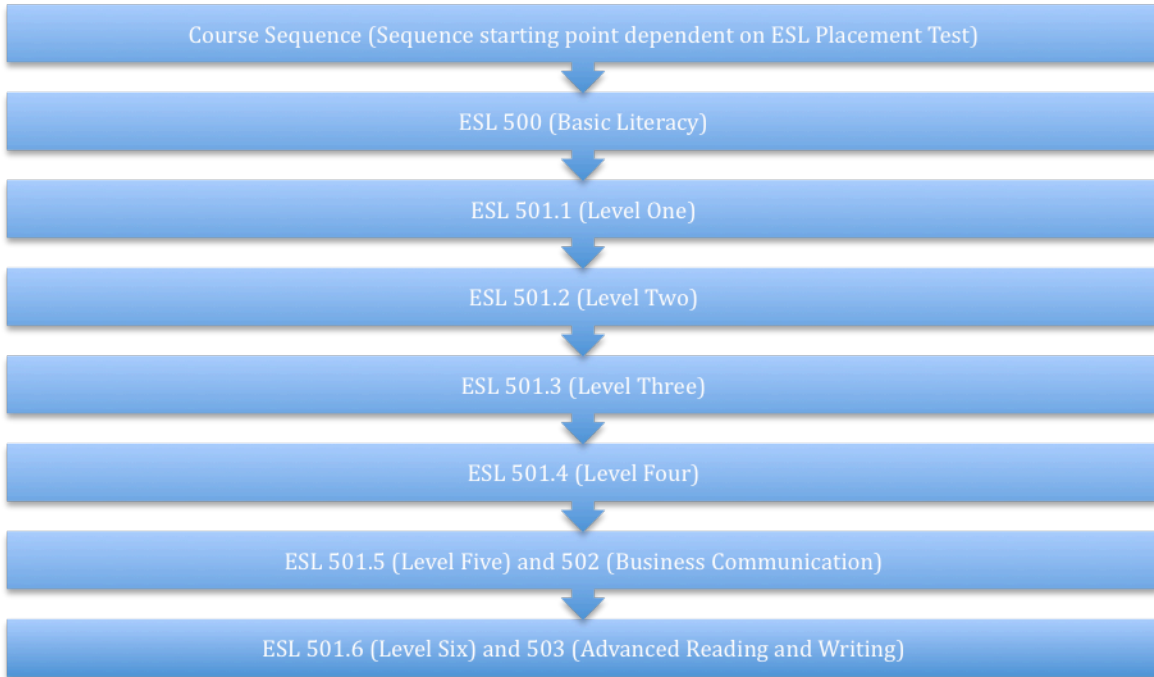 Course Sequence (Sequence starting point dependent on ESL Placement Test)
ESL 500 (Basic Literacy)
ESL 501.1 (Level One)
ESL 501.2 (Level Two)
ESL 501.3 (Level Three)
ESL 501.4 (Level Four)
ESL 501.5 (Level Five) and 502 (Business Communication)
ESL 501.6 (Level Six) and 503 (Advanced Reading and Writing)